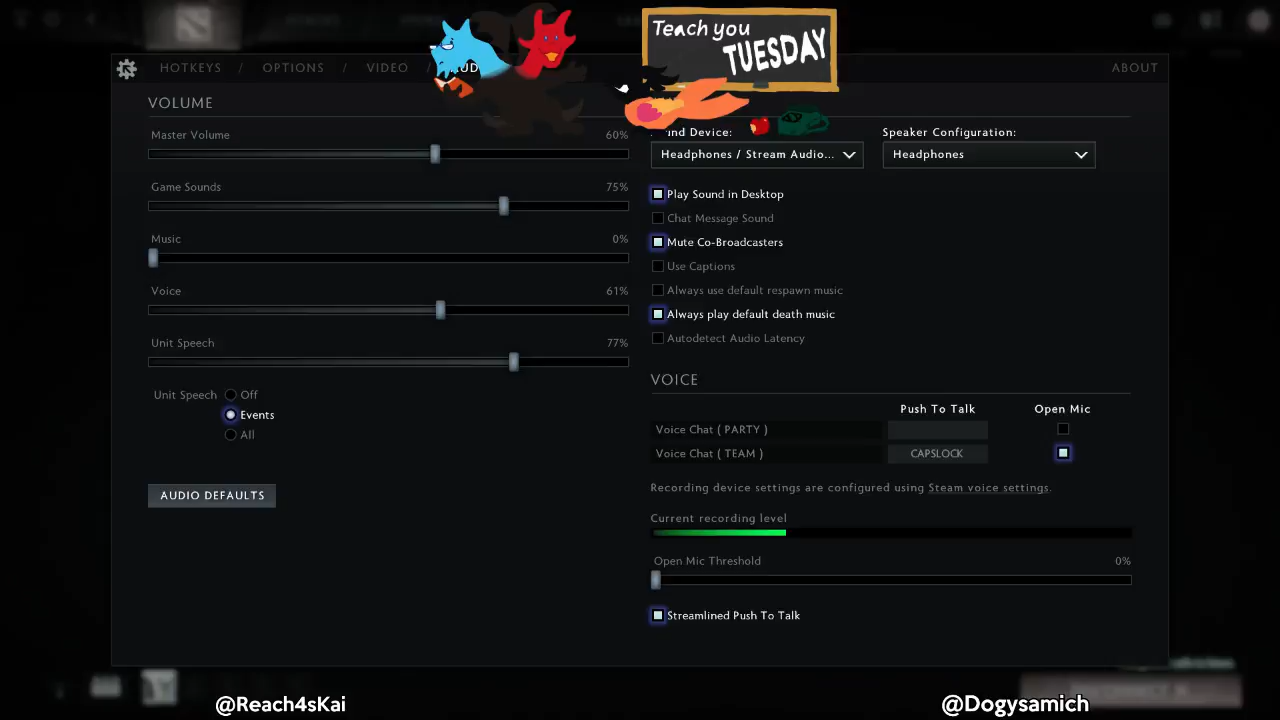 Teach you
TUESDAY
HOTKEYS / OPTIONS / VIDEO / ABOUT
VOLUME
Master Volume 60%
Game Sounds 75%
Music 0%
Voice 61%
Unit Speech 77%
Unit Speech Off
Events
All
AUDIO DEFAULTS
Device: Speaker Configuration:
Headphones / Stream Audio... Headphones
Play Sound in Desktop
Chat Message Sound
Mute Co-Broadcasters
Use Captions
Always use default respawn music
Always play default death music
Autodetect Audio Latency
VOICE
Push To Talk Open Mic
Voice Chat ( PARTY )
Voice Chat ( TEAM ) CAPSLOCK
Recording device settings are configured using Steam voice settings.
Current recording level
Open Mic Threshold 0%
Streamlined Push To Talk
@Reach4sKai @Dogysamich